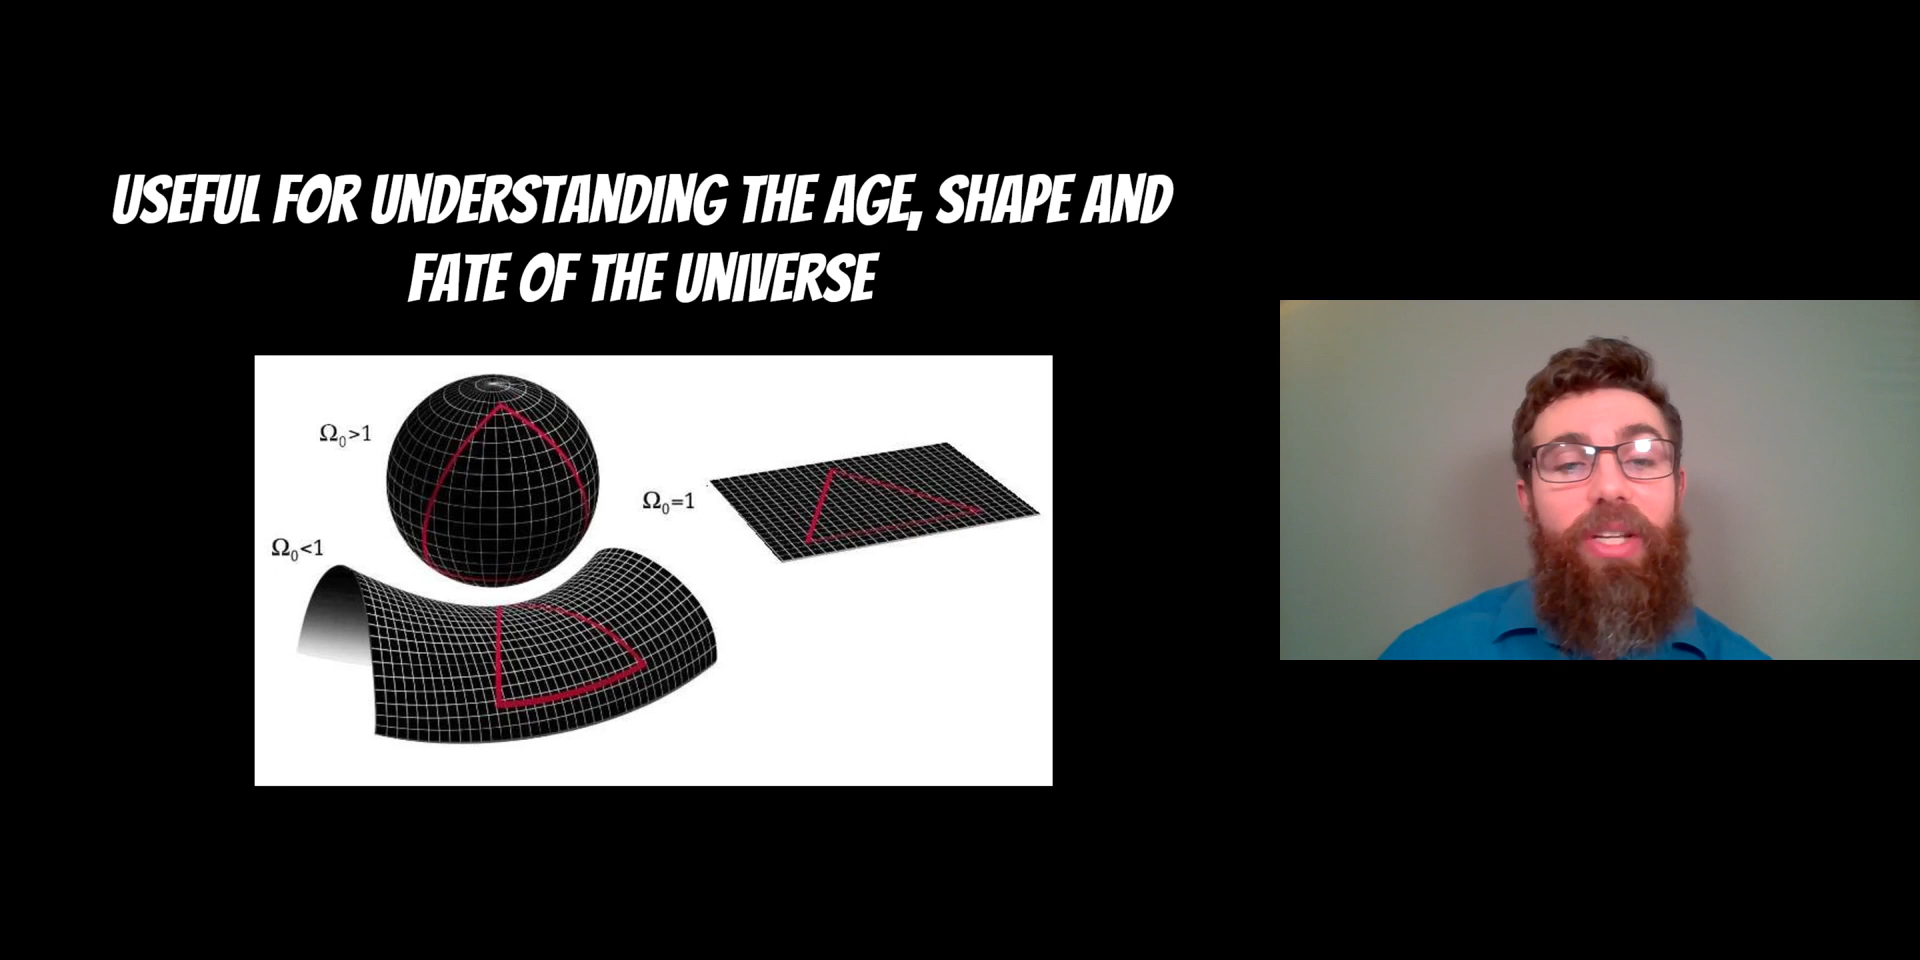 USEFUL FOR UNDERSTANDING THE AGE, SHAPE AND
FATE OF THE UNIVERSE
Ω₀>1
Ω₀=1
Ω₀<1